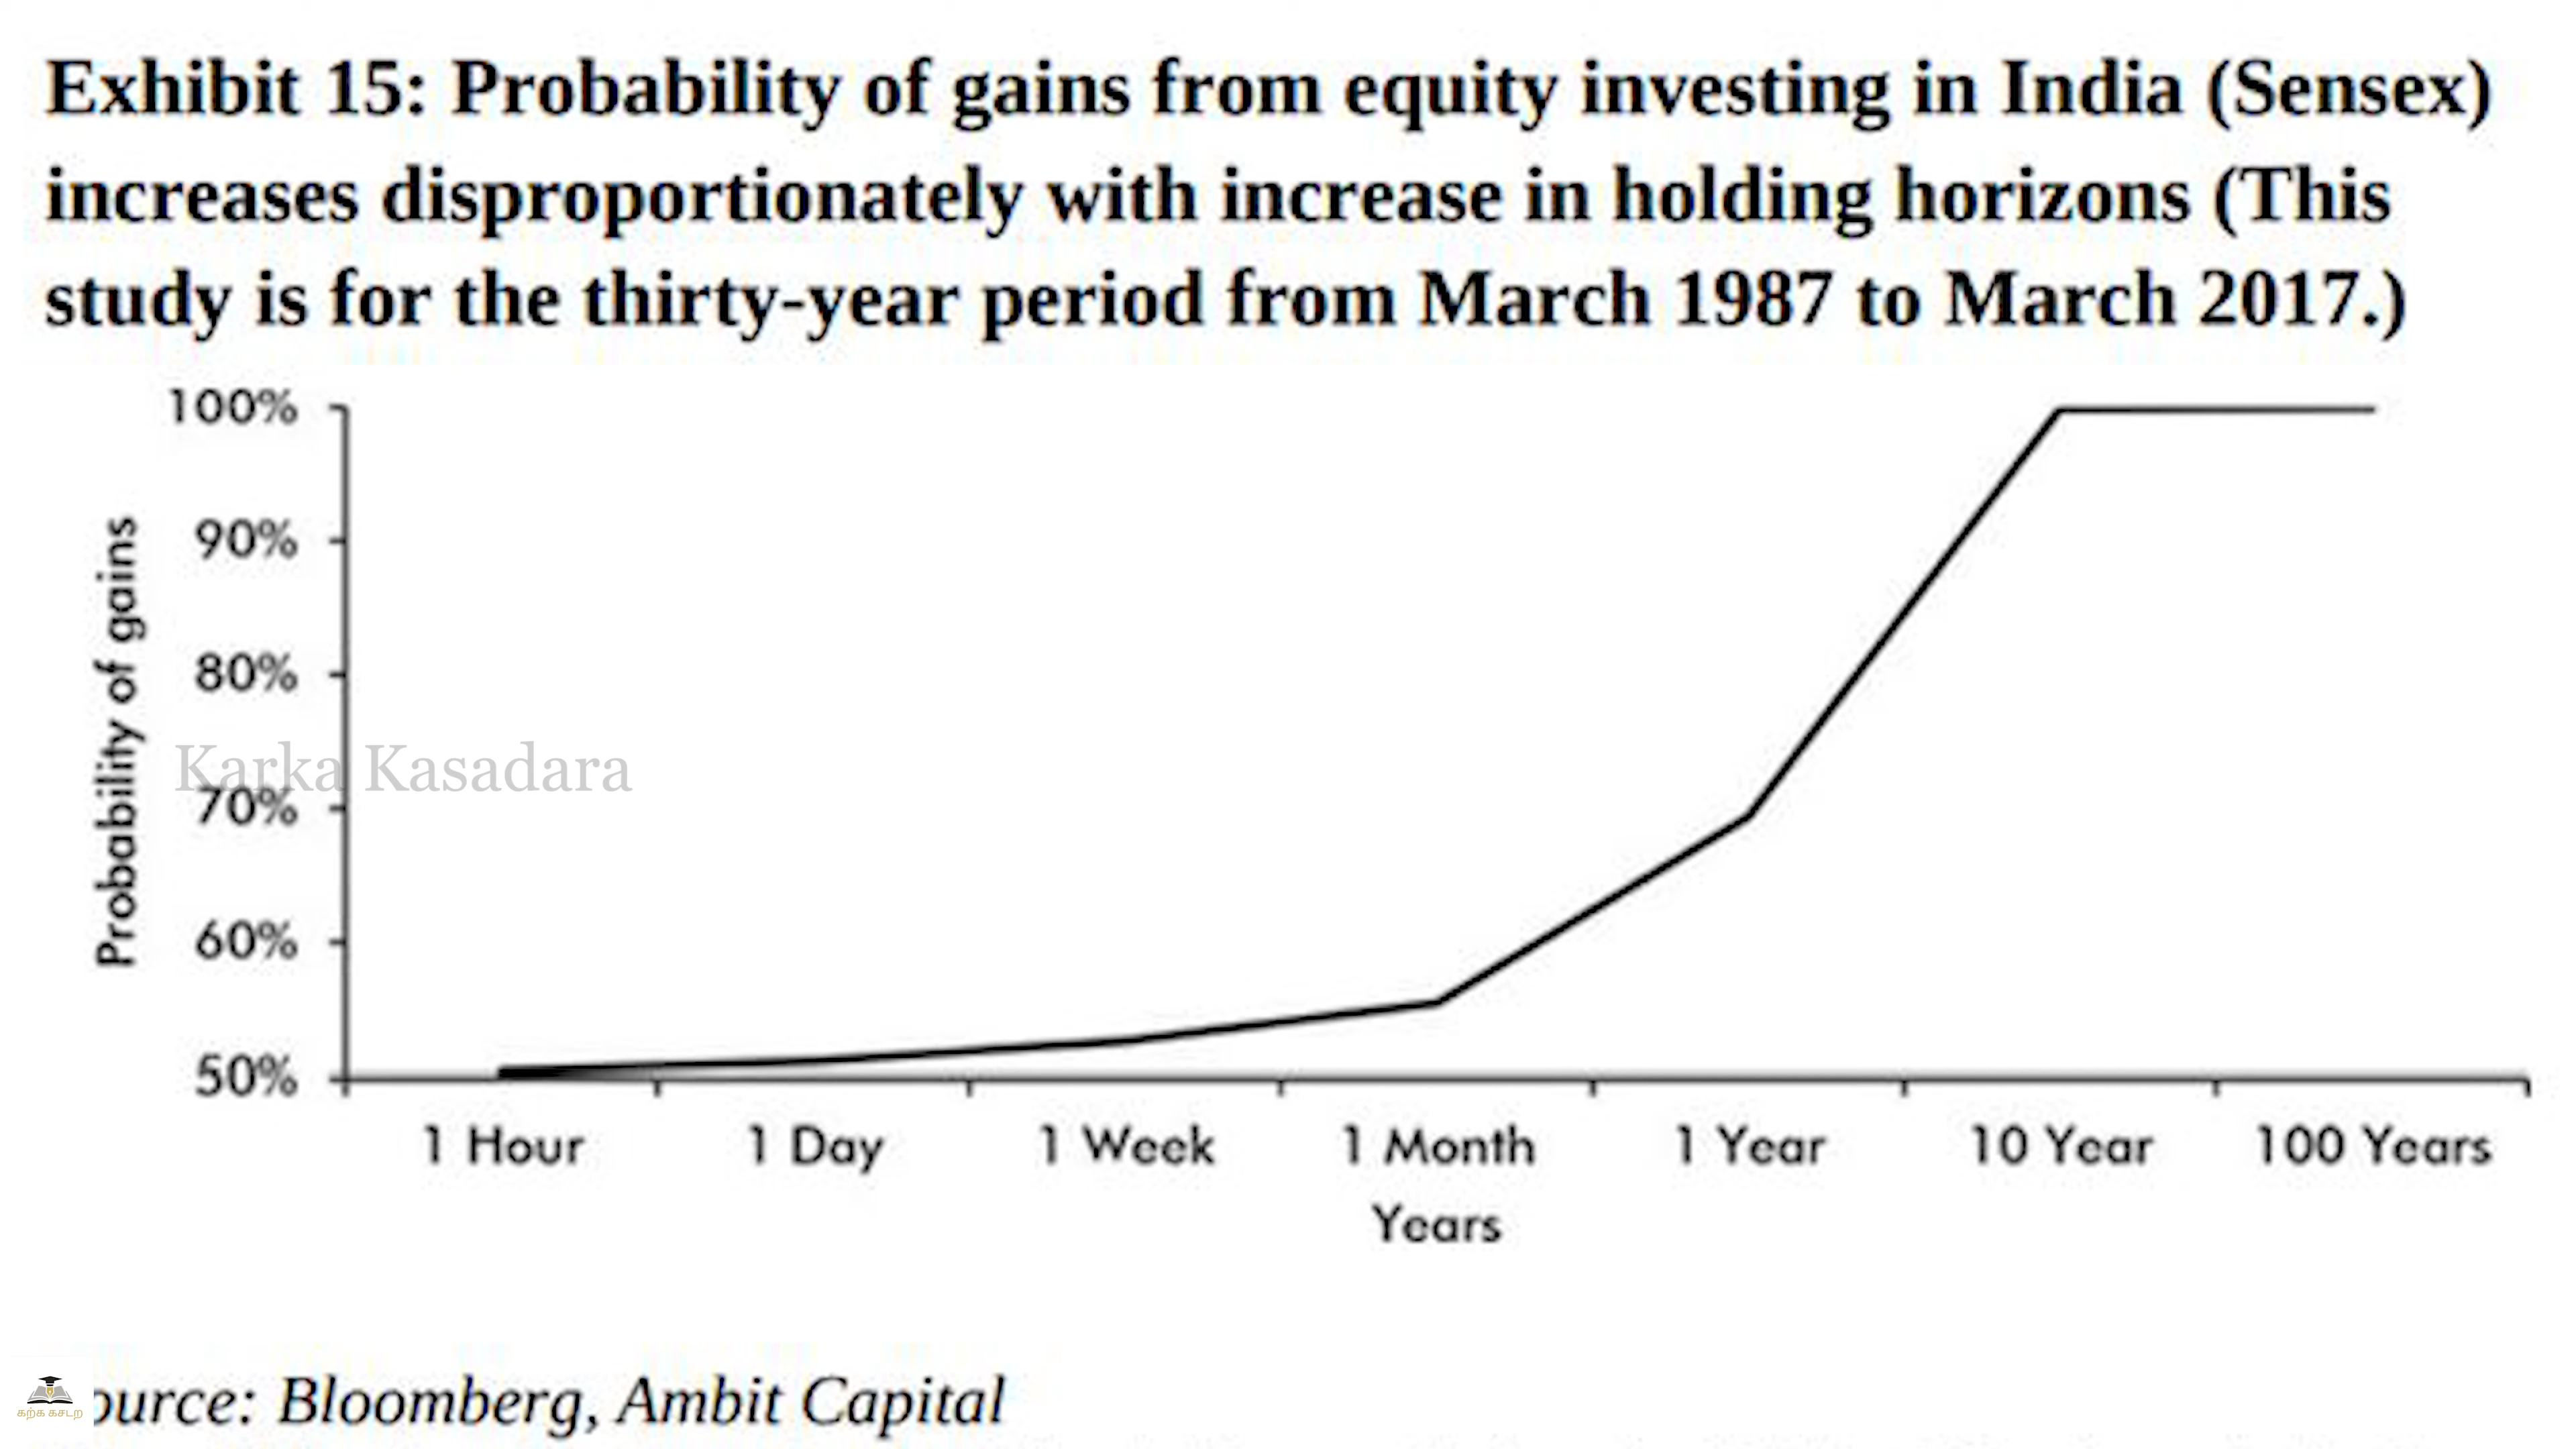 Exhibit 15: Probability of gains from equity investing in India (Sensex)
increases disproportionately with increase in holding horizons (This
study is for the thirty-year period from March 1987 to March 2017.)
100%
90%
80%
70%
60%
50%
Probability of gains
Karka Kasadara
1 Hour 1 Day 1 Week 1 Month 1 Year 10 Year 100 Years
Years
ource: Bloomberg, Ambit Capital
கற்க கசடற